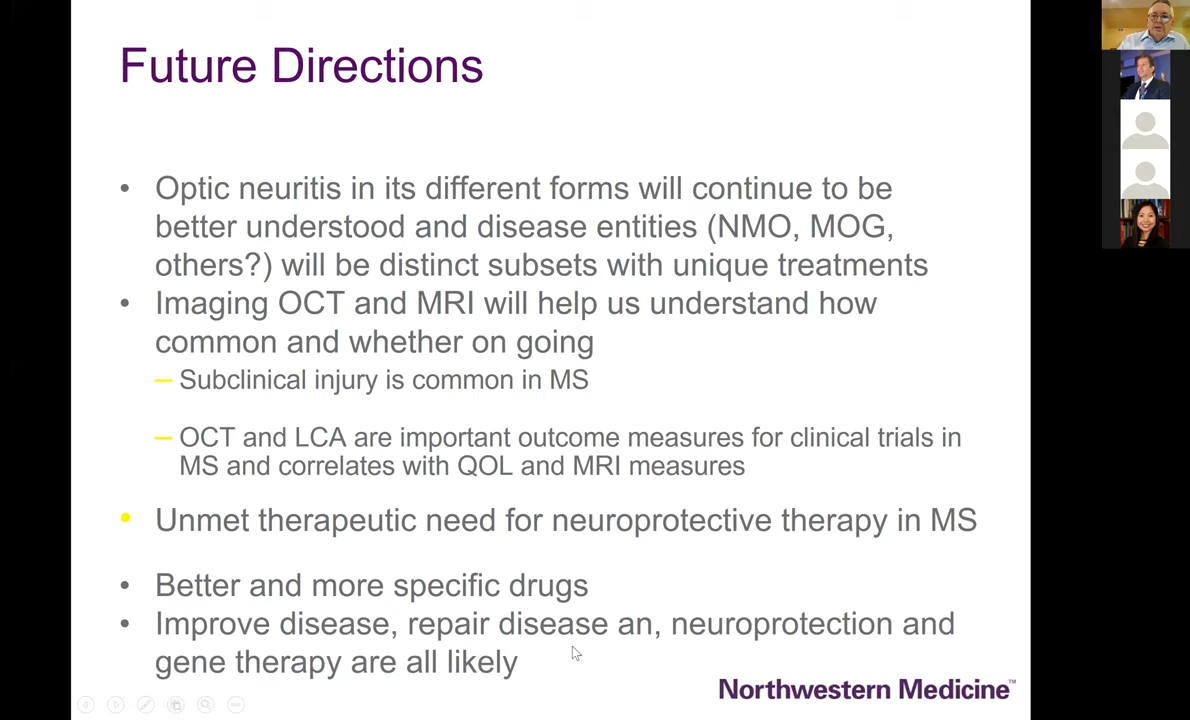 Future Directions
• Optic neuritis in its different forms will continue to be
better understood and disease entities (NMO, MOG,
others?) will be distinct subsets with unique treatments
• Imaging OCT and MRI will help us understand how
common and whether on going
– Subclinical injury is common in MS
– OCT and LCA are important outcome measures for clinical trials in
MS and correlates with QOL and MRI measures
• Unmet therapeutic need for neuroprotective therapy in MS
• Better and more specific drugs
• Improve disease, repair disease an, neuroprotection and
gene therapy are all likely
Northwestern Medicine™